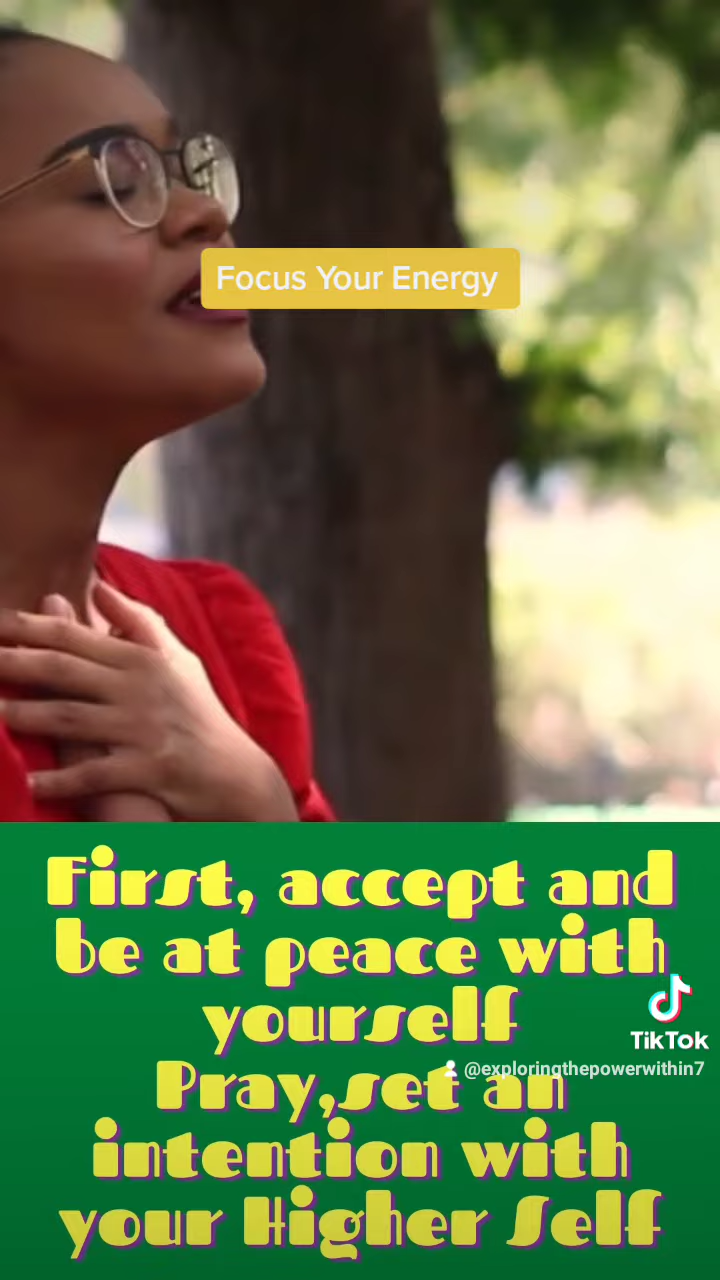 Focus Your Energy
First, accept and
be at peace with
yourself
TikTok
@exploringthepowerwithin7
Pray,set an
intention with
your Higher Self